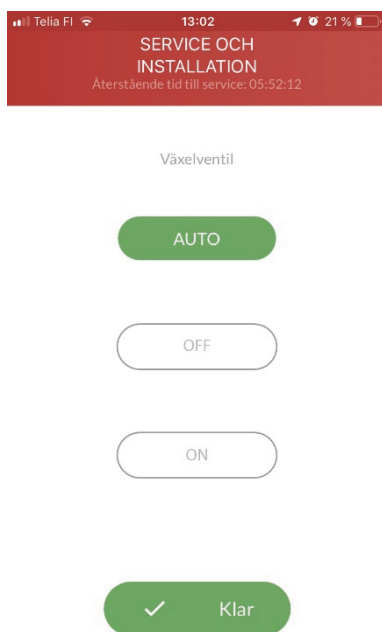 Telia FI 13:02 21 %
SERVICE OCH
INSTALLATION
Återstående tid till service: 05:52:12
Växelventil
AUTO
OFF
ON
Klar